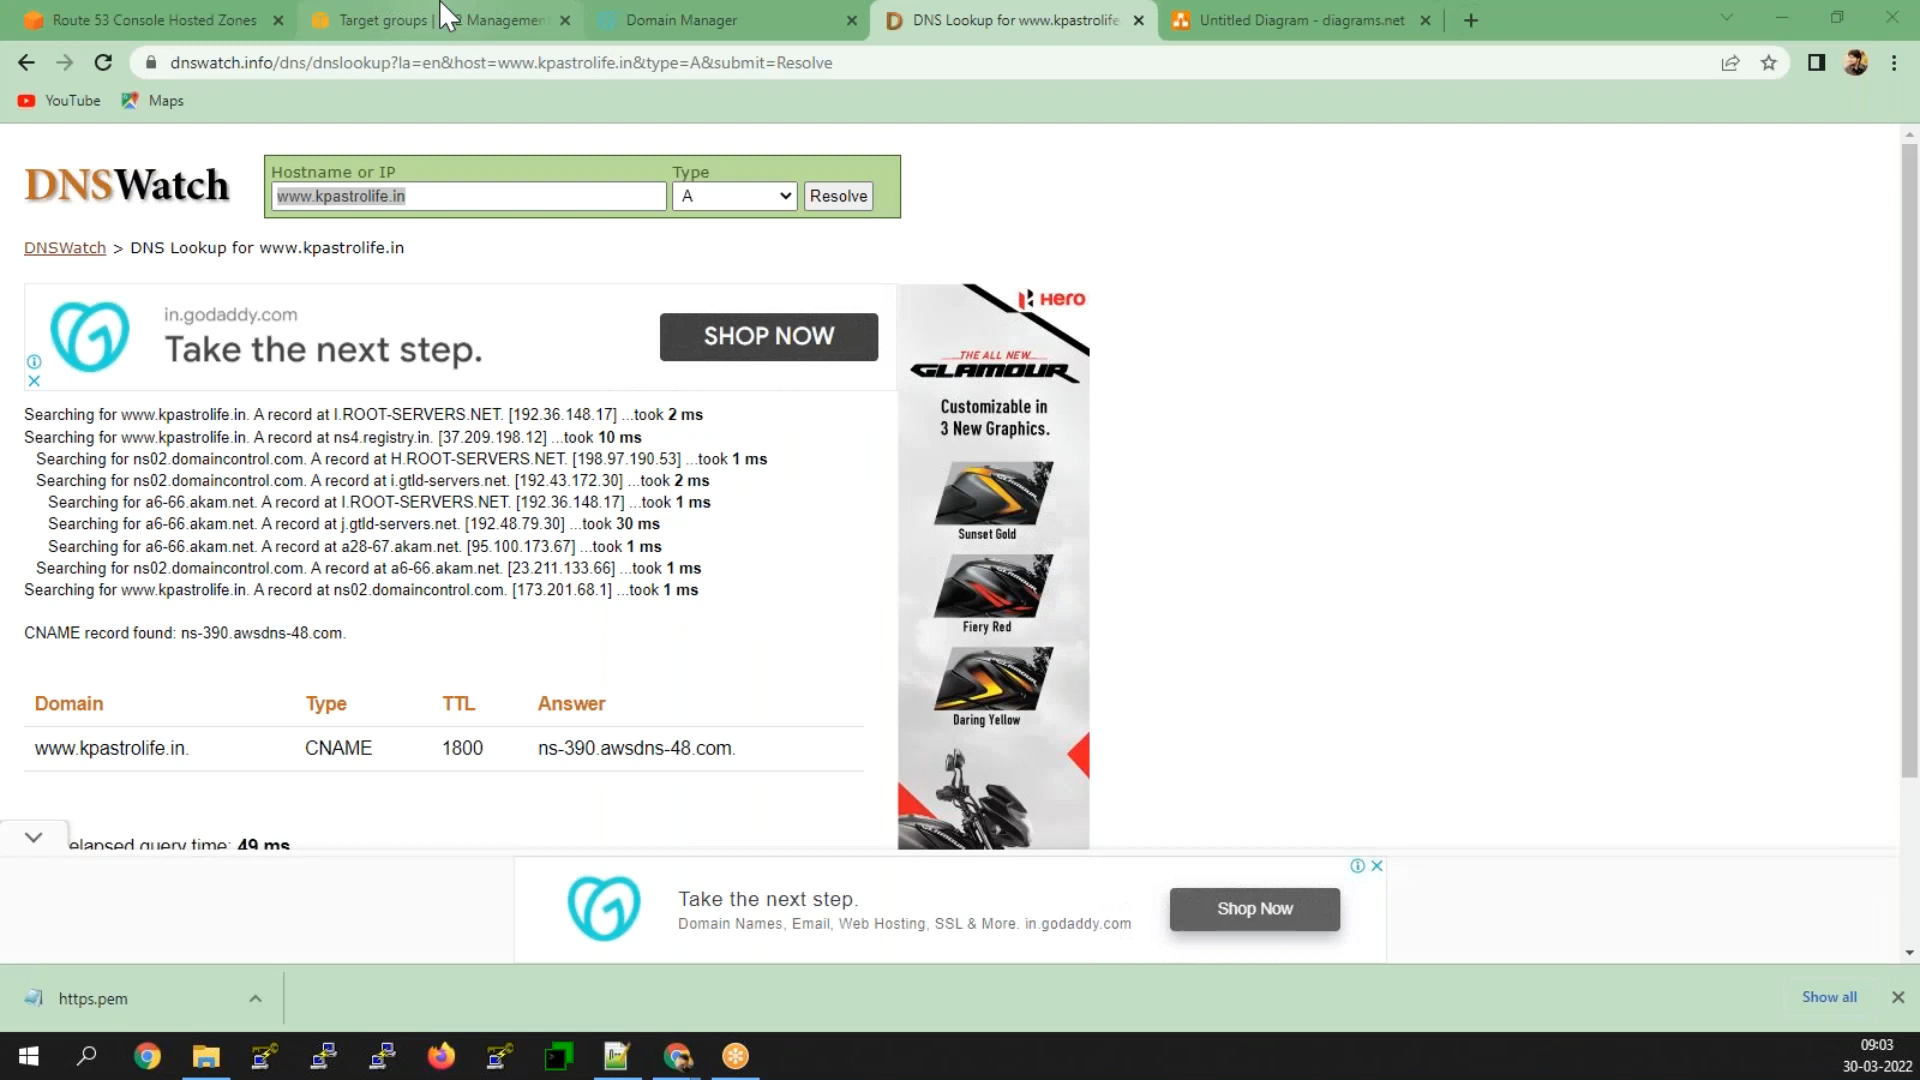 Route 53 Console Hosted Zones
Target groups | Management
Domain Manager
DNS Lookup for www.kpastrolife
Untitled Diagram - diagrams.net
dnswatch.info/dns/dnslookup?la=en&host=www.kpastrolife.in&type=A&submit=Resolve
YouTube
Maps
DNSWatch
Hostname or IP
Type
www.kpastrolife.in
A
Resolve
DNSWatch > DNS Lookup for www.kpastrolife.in
in.godaddy.com
Take the next step.
SHOP NOW
Hero
THE ALL NEW
GLAMOUR
Customizable in
3 New Graphics.
Sunset Gold
Fiery Red
Daring Yellow
Searching for www.kpastrolife.in. A record at I.ROOT-SERVERS.NET. [192.36.148.17] ...took 2 ms
Searching for www.kpastrolife.in. A record at ns4.registry.in. [37.209.198.12] ...took 10 ms
Searching for ns02.domaincontrol.com. A record at H.ROOT-SERVERS.NET. [198.97.190.53] ...took 1 ms
Searching for ns02.domaincontrol.com. A record at i.gtld-servers.net. [192.43.172.30] ...took 2 ms
Searching for a6-66.akam.net. A record at I.ROOT-SERVERS.NET. [192.36.148.17] ...took 1 ms
Searching for a6-66.akam.net. A record at j.gtld-servers.net. [192.48.79.30] ...took 30 ms
Searching for a6-66.akam.net. A record at a28-67.akam.net. [95.100.173.67] ...took 1 ms
Searching for ns02.domaincontrol.com. A record at a6-66.akam.net. [23.211.133.66] ...took 1 ms
Searching for www.kpastrolife.in. A record at ns02.domaincontrol.com. [173.201.68.1] ...took 1 ms
CNAME record found: ns-390.awsdns-48.com.
Domain Type TTL Answer
www.kpastrolife.in. CNAME 1800 ns-390.awsdns-48.com.
elapsed query time: 49 ms
Take the next step.
Domain Names, Email, Web Hosting, SSL & More. in.godaddy.com
Shop Now
https.pem
Show all
09:03
30-03-2022